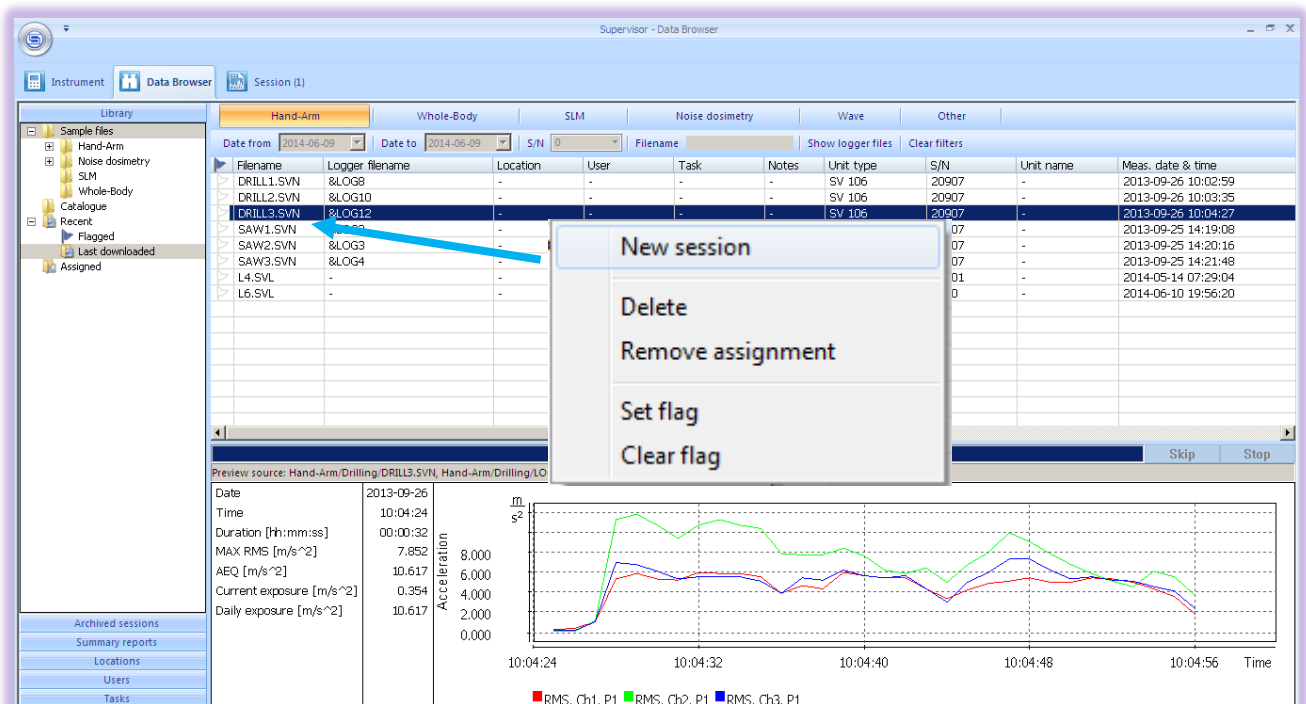 Supervisor - Data Browser
Instrument Data Browser Session (1)
Library
Sample files
Hand-Arm
Noise dosimetry
SLM
Whole-Body
Catalogue
Recent
Flagged
Last downloaded
Assigned
Archived sessions
Summary reports
Locations
Users
Tasks
Hand-Arm Whole-Body SLM Noise dosimetry Wave Other
Date from 2014-06-09 Date to 2014-06-09 S/N 0 Filename Show logger files Clear filters
Filename Logger filename Location User Task Notes Unit type S/N Unit name Meas. date & time
DRILL1.SVN &LOG8 - - - - SV 106 20907 - 2013-09-26 10:02:59
DRILL2.SVN &LOG10 - - - - SV 106 20907 - 2013-09-26 10:03:35
DRILL3.SVN &LOG12 - - - - SV 106 20907 - 2013-09-26 10:04:27
SAW1.SVN - 07 - 2013-09-25 14:19:08
SAW2.SVN &LOG3 - 07 - 2013-09-25 14:20:16
SAW3.SVN &LOG4 - 07 - 2013-09-25 14:21:48
L4.SVL - - 01 - 2014-05-14 07:29:04
L6.SVL - - 0 - 2014-06-10 19:56:20
New session
Delete
Remove assignment
Set flag
Clear flag
Skip Stop
Preview source: Hand-Arm/Drilling/DRILL3.SVN, Hand-Arm/Drilling/LO
Date 2013-09-26
Time 10:04:24
Duration [hh:mm:ss] 00:00:32
MAX RMS [m/s^2] 7.852
AEQ [m/s^2] 10.617
Current exposure [m/s^2] 0.354
Daily exposure [m/s^2] 10.617
m
s²
Acceleration
8.000
6.000
4.000
2.000
0.000
10:04:24 10:04:32 10:04:40 10:04:48 10:04:56 Time
RMS, Ch1, P1 RMS, Ch2, P1 RMS, Ch3, P1